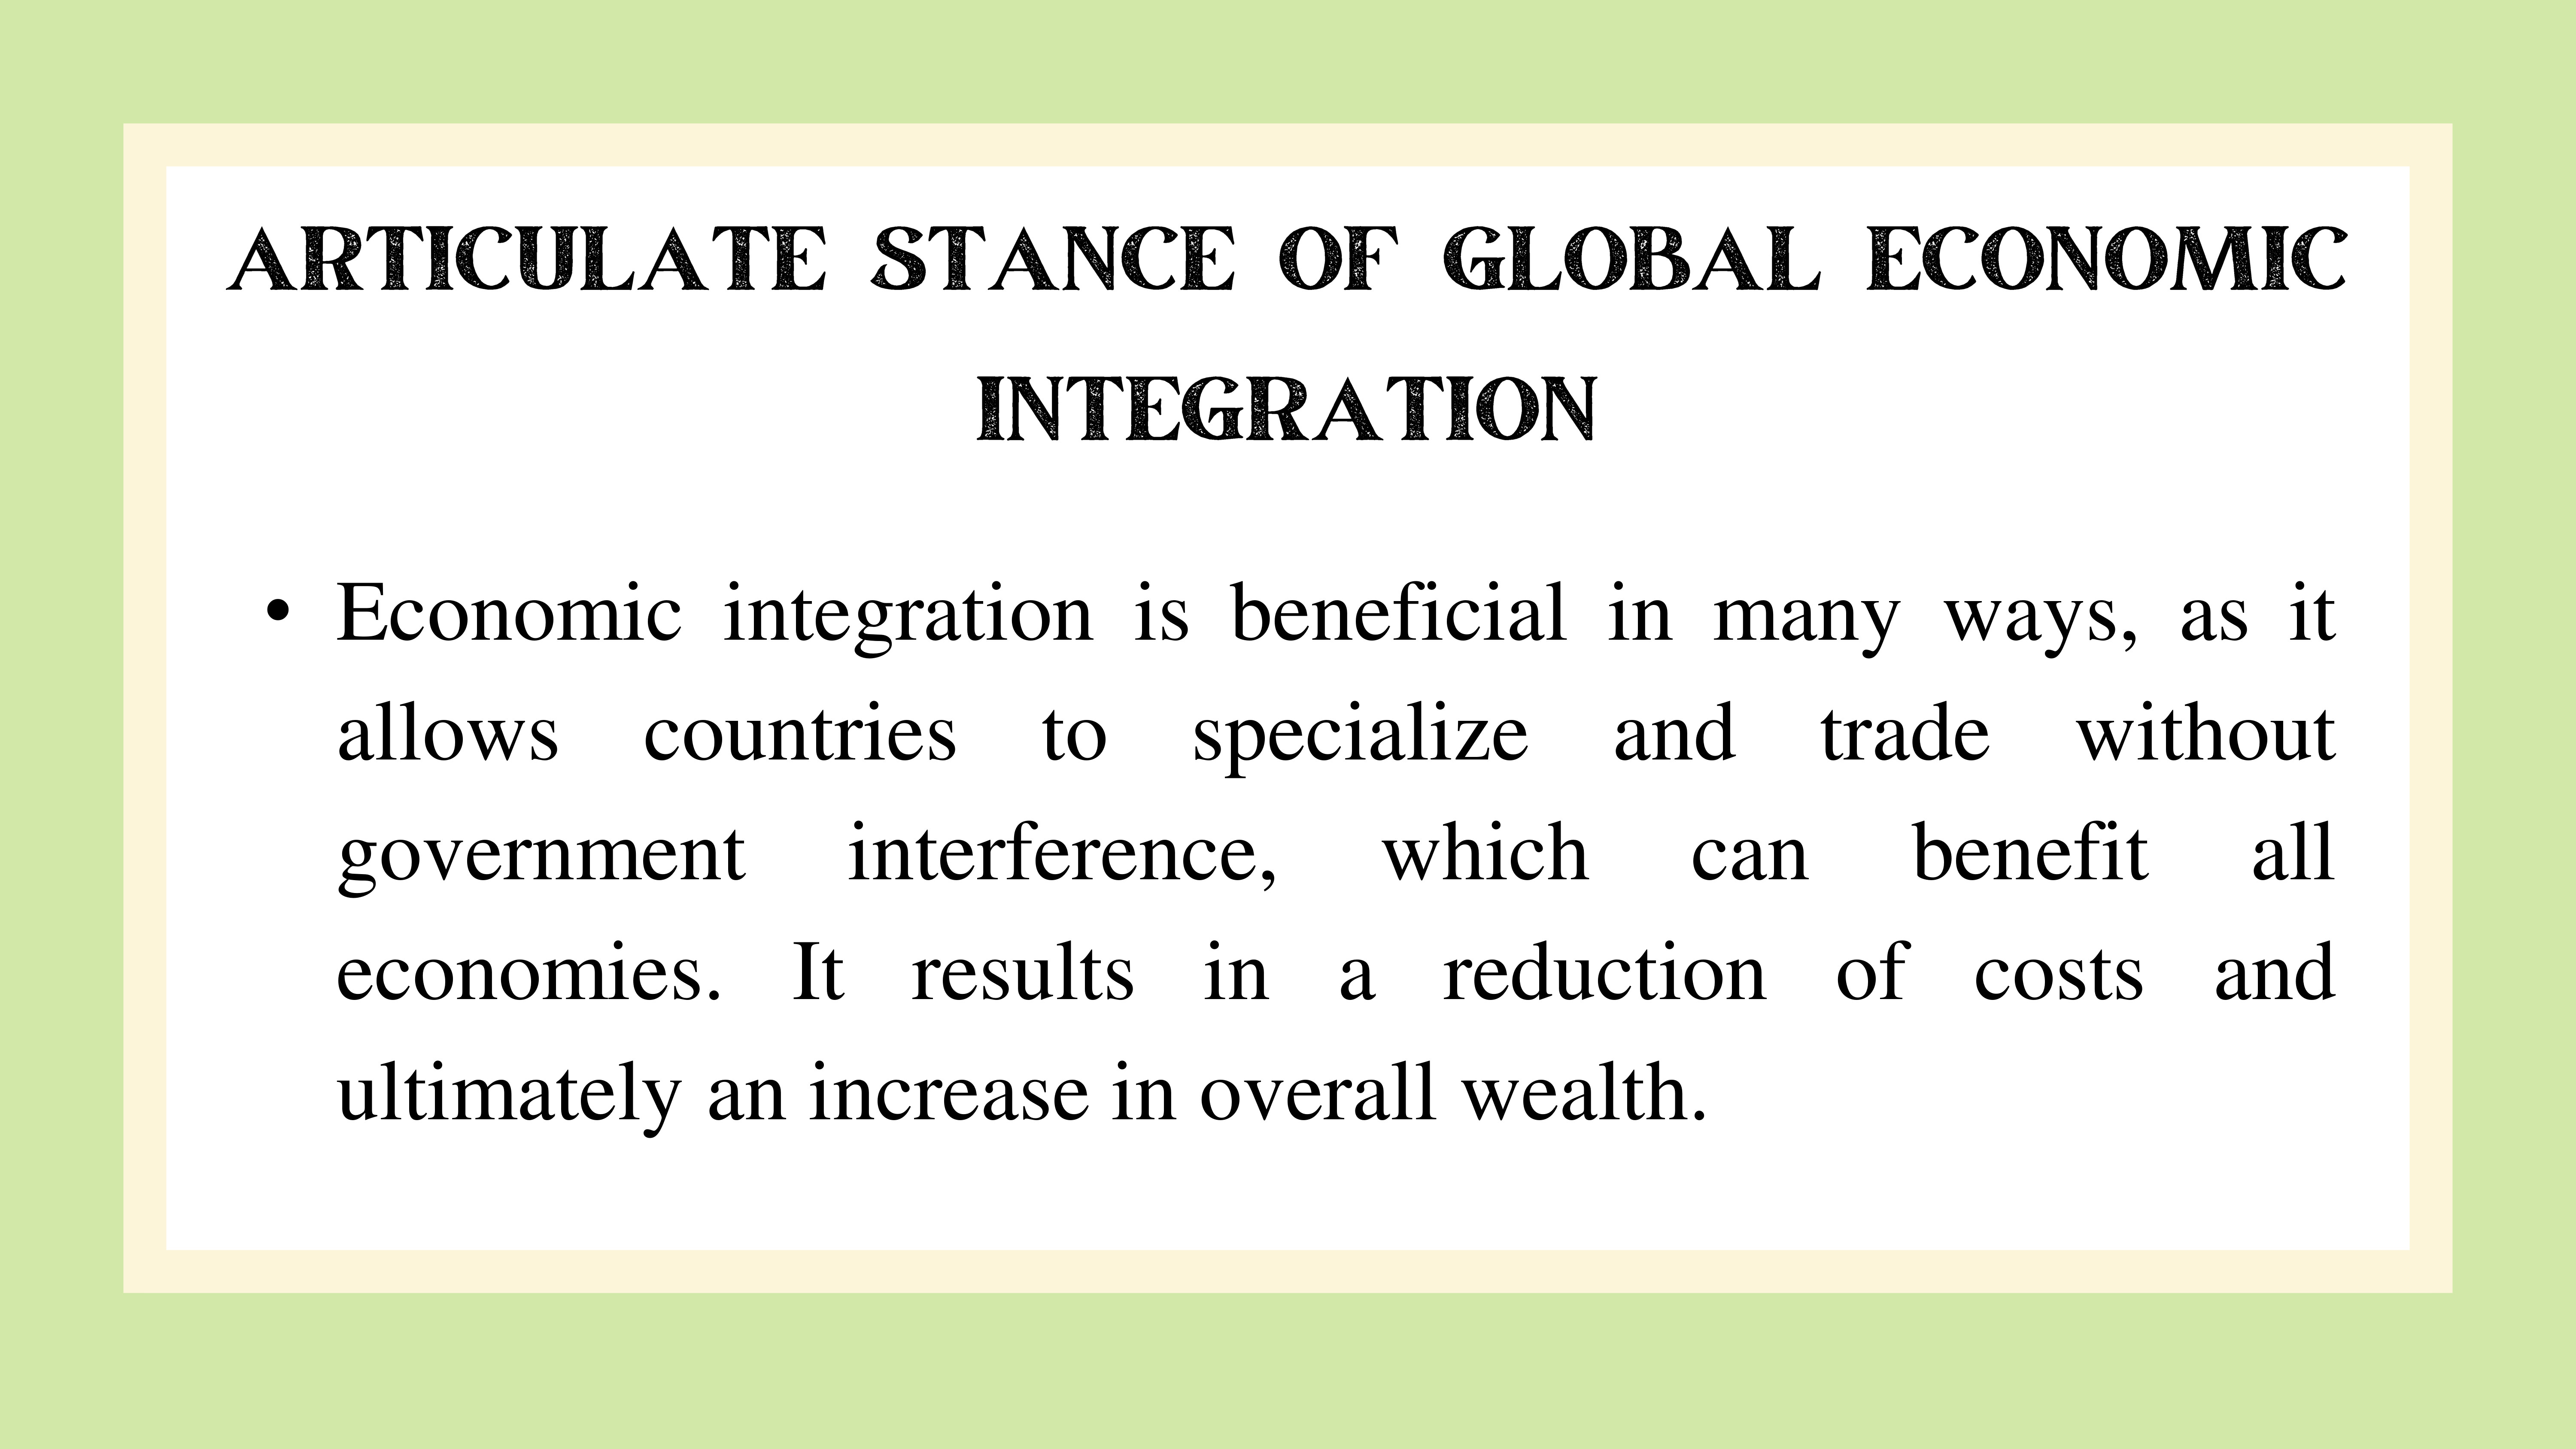 ARTICULATE STANCE OF GLOBAL ECONOMIC
INTEGRATION
• Economic integration is beneficial in many ways, as it
allows countries to specialize and trade without
government interference, which can benefit all
economies. It results in a reduction of costs and
ultimately an increase in overall wealth.